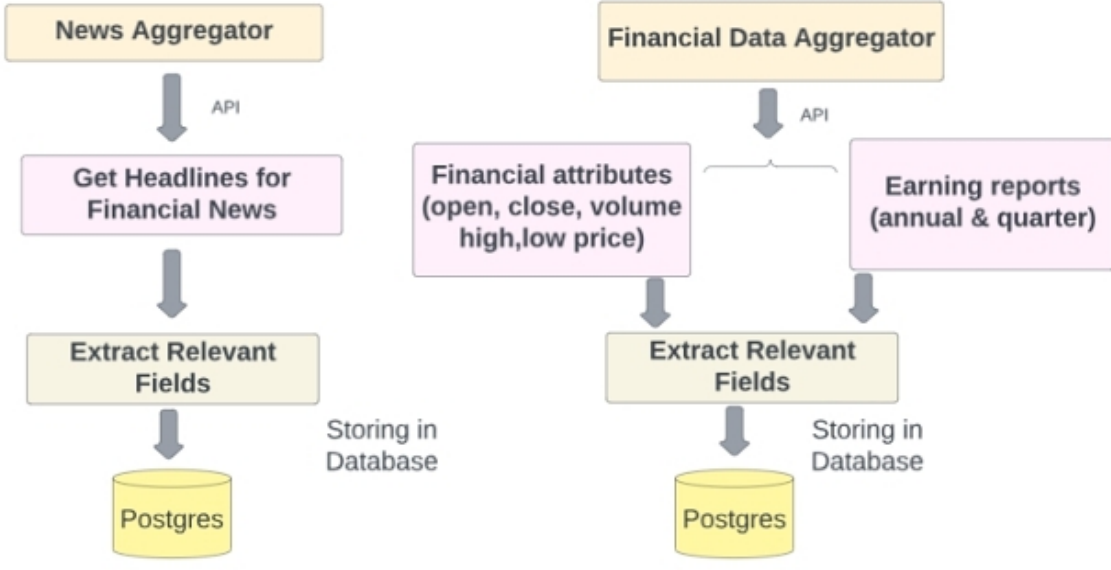 News Aggregator
API
Get Headlines for
Financial News
Extract Relevant
Fields
Storing in
Database
Postgres
Financial Data Aggregator
API
Financial attributes
(open, close, volume
high,low price)
Earning reports
(annual & quarter)
Extract Relevant
Fields
Storing in
Database
Postgres